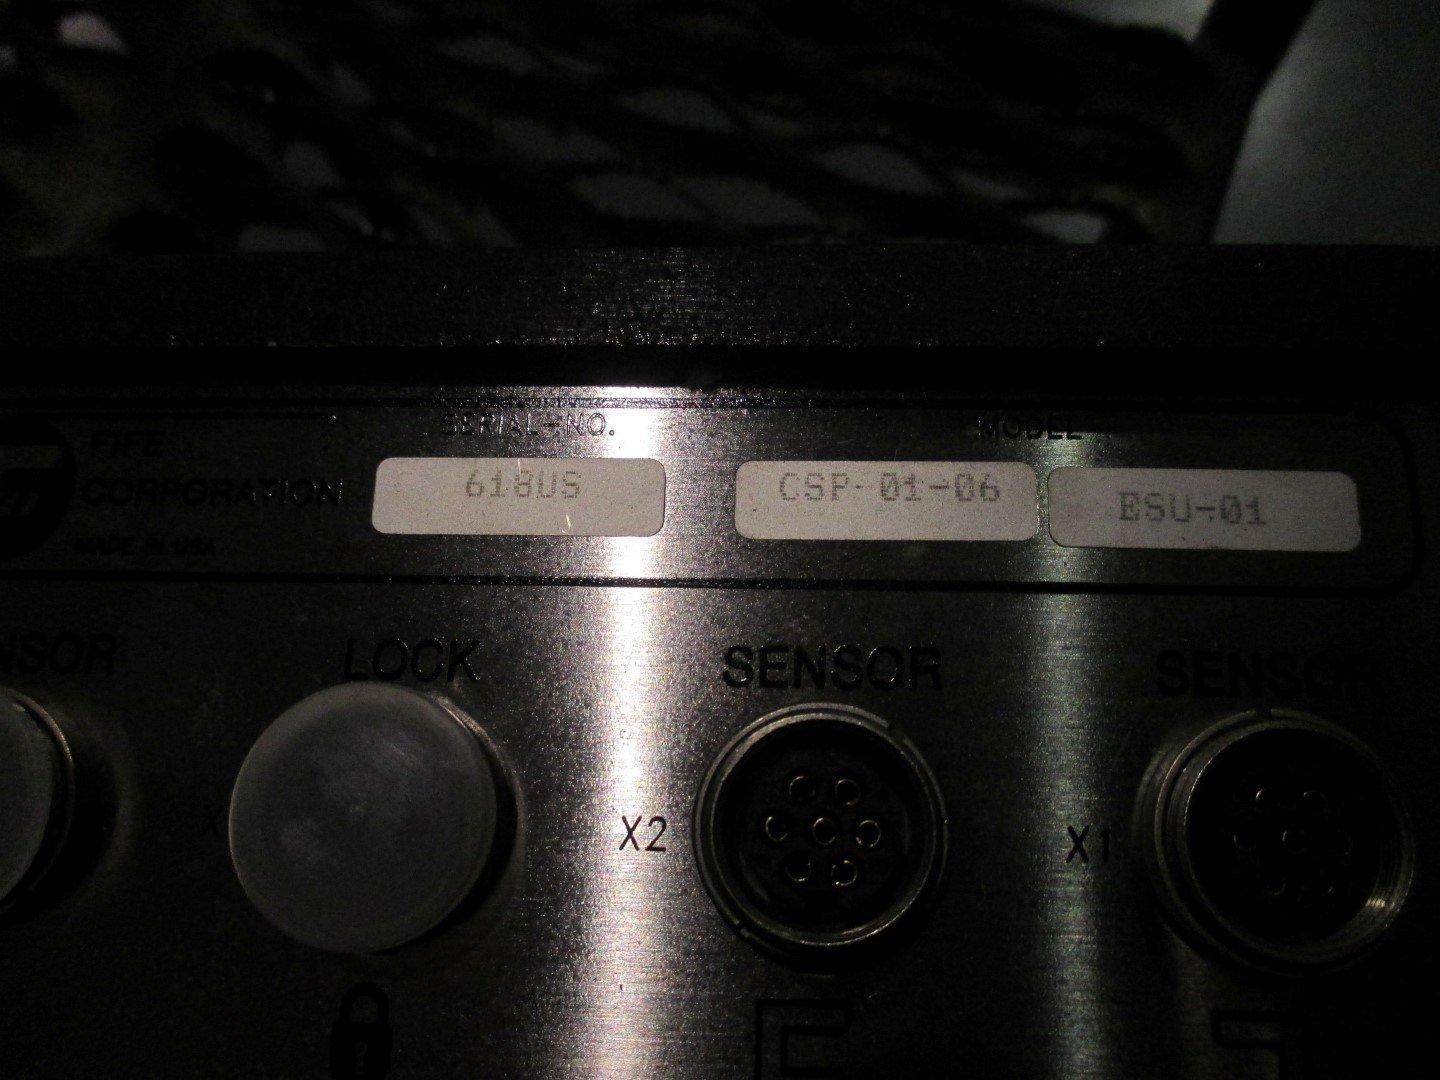 SERIAL-NO.
MODEL
FIFE
CORPORATION
MADE IN USA
618US
CSP-01-06
ESU-01
NSOR
LOCK
SENSOR
SENSOR
X
X2
X1